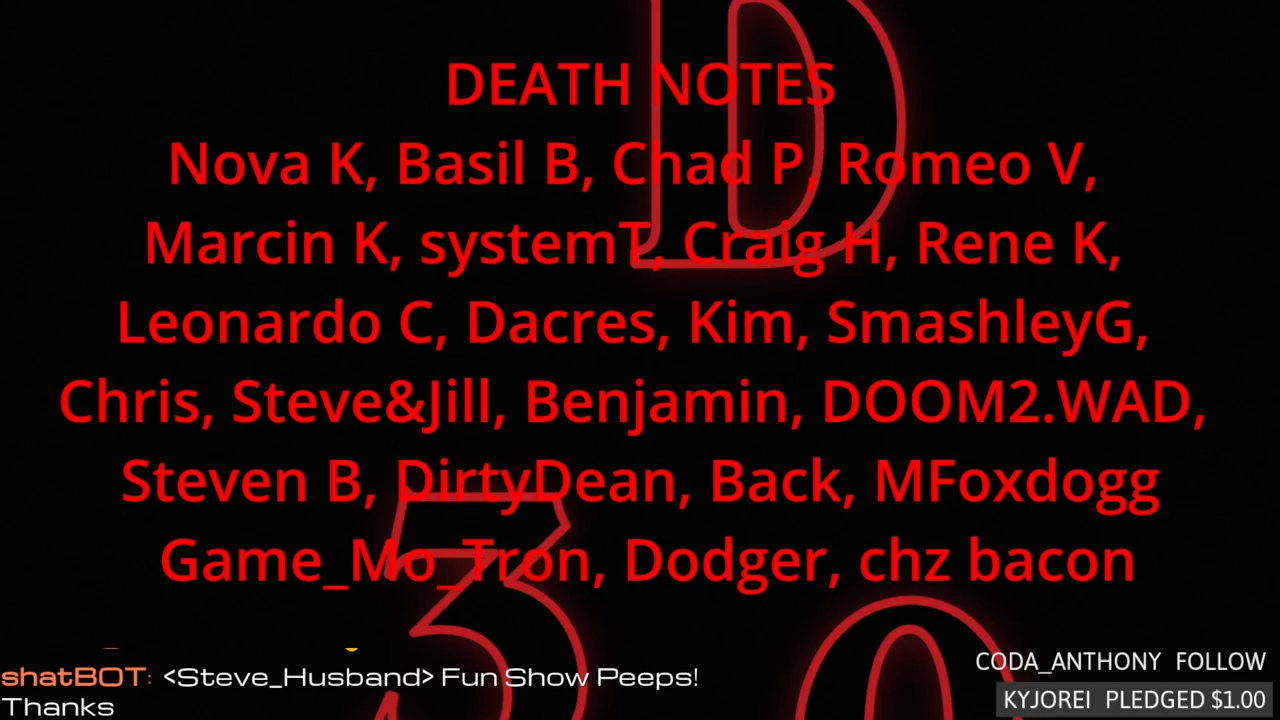 DEATH NOTES
Nova K, Basil B, Chad P, Romeo V,
Marcin K, systemT, Craig H, Rene K,
Leonardo C, Dacres, Kim, SmashleyG,
Chris, Steve&Jill, Benjamin, DOOM2.WAD,
Steven B, DirtyDean, Back, MFoxdogg
Game_Mo_Tron, Dodger, chz bacon
D
3 0
shatBOT: <Steve_Husband> Fun Show Peeps!
Thanks
CODA_ANTHONY FOLLOW
KYJOREI PLEDGED $1.00